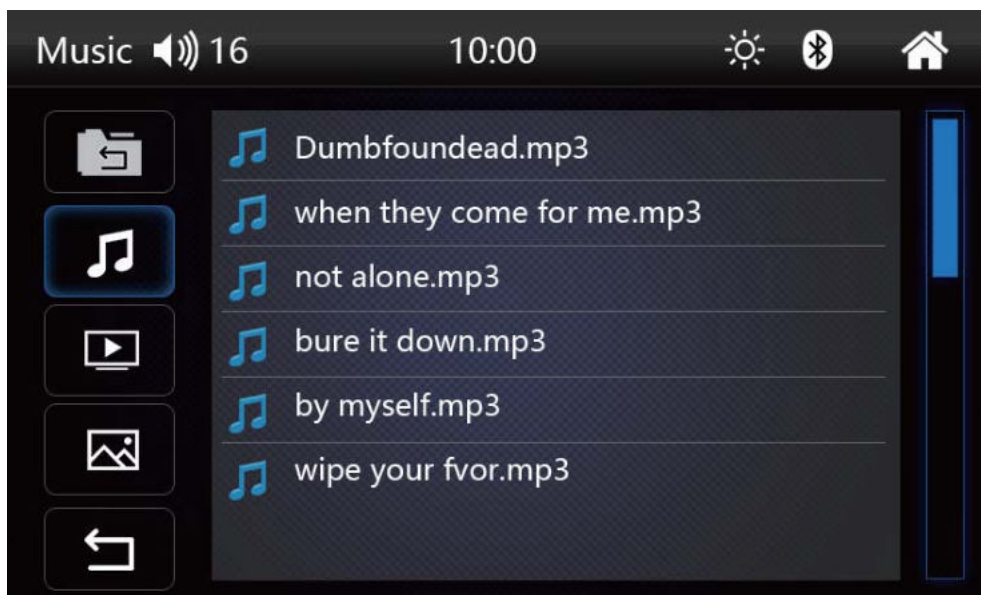 Music 16 10:00
Dumbfoundead.mp3
when they come for me.mp3
not alone.mp3
bure it down.mp3
by myself.mp3
wipe your fvor.mp3